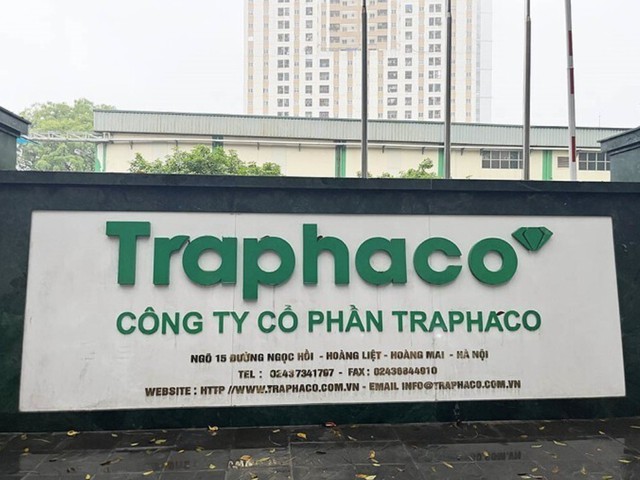 Traphaco
CÔNG TY CỔ PHẦN TRAPHACO
NGÕ 15 ĐƯỜNG NGỌC HỒI - HOÀNG LIỆT - HOÀNG MAI - HÀ NỘI
TEL : 02437341797 - FAX : 02436844910
WEBSITE : HTTP //WWW.TRAPHACO.COM.VN - EMAIL INFO@TRAPHACO.COM.VN